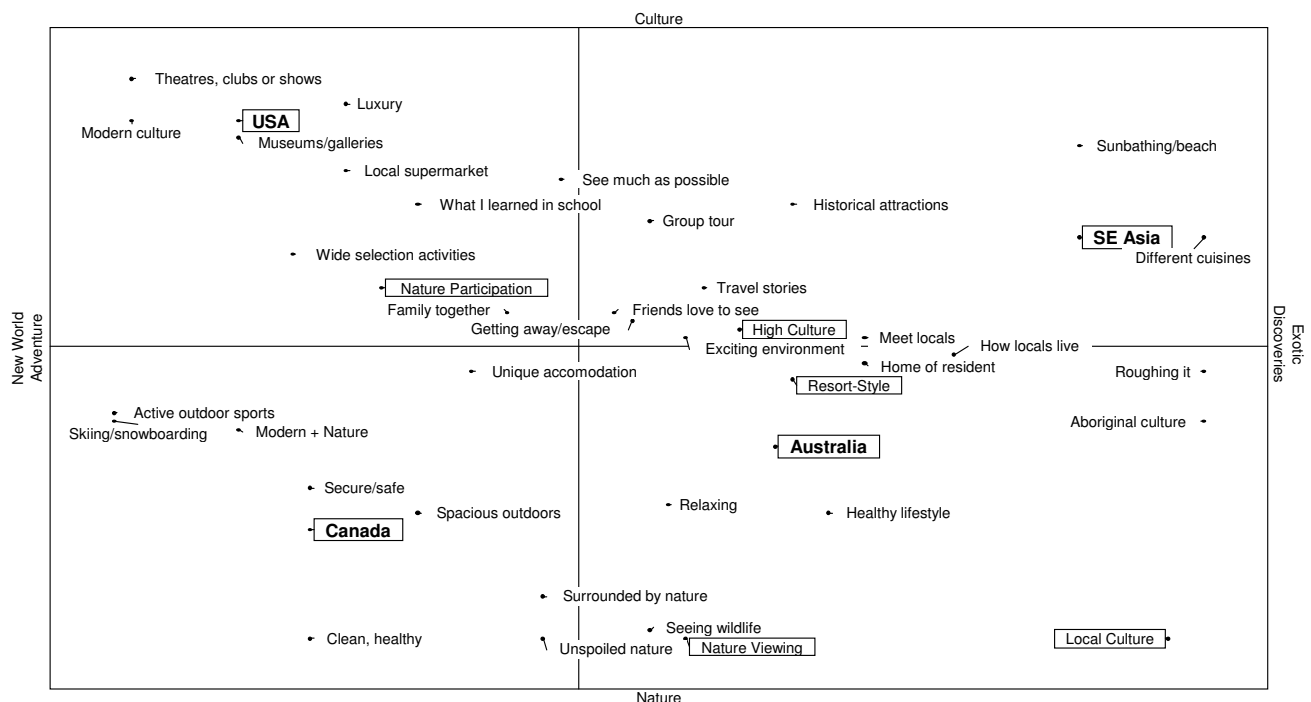 Culture
Theatres, clubs or shows
Luxury
USA
Modern culture
Museums/galleries
Sunbathing/beach
Local supermarket
See much as possible
What I learned in school
Historical attractions
Group tour
SE Asia
Wide selection activities
Different cuisines
Nature Participation
Travel stories
Family together
Friends love to see
Getting away/escape
High Culture
Meet locals
Exciting environment
How locals live
New World
Adventure
Exotic
Discoveries
Home of resident
Unique accomodation
Roughing it
Resort-Style
Active outdoor sports
Aboriginal culture
Skiing/snowboarding
Modern + Nature
Australia
Secure/safe
Relaxing
Spacious outdoors
Healthy lifestyle
Canada
Surrounded by nature
Seeing wildlife
Clean, healthy
Local Culture
Unspoiled nature
Nature Viewing
Nature